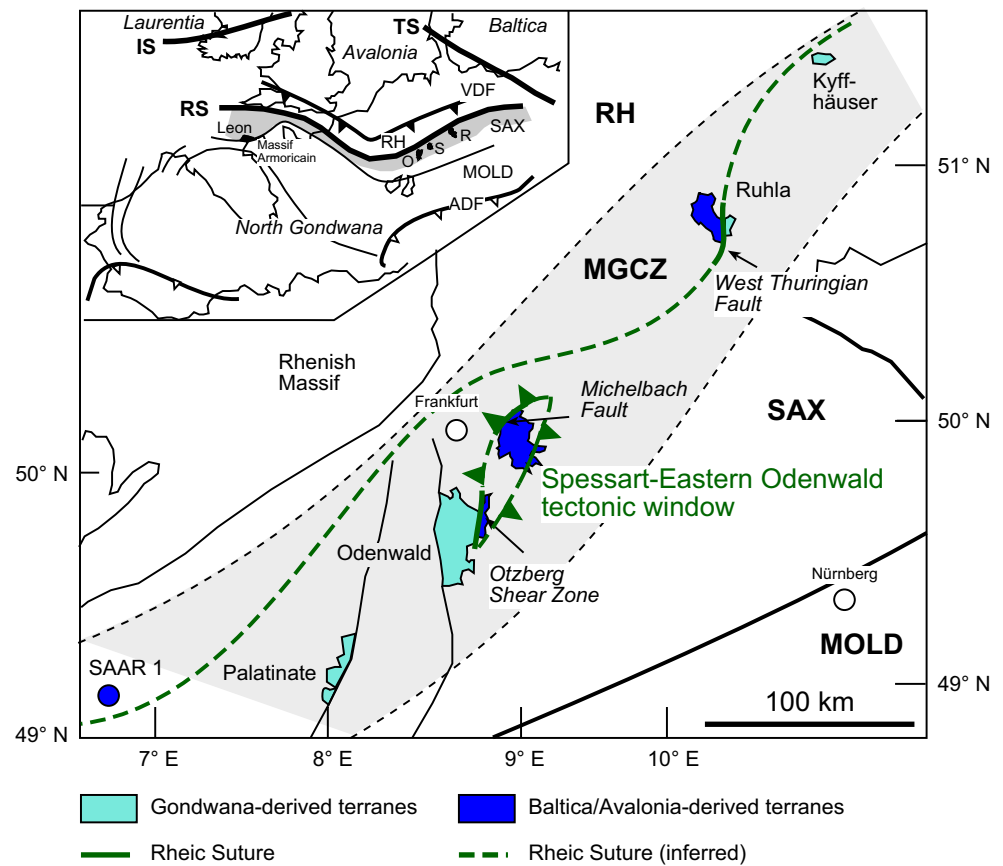 Laurentia
IS
TS
Baltica
Avalonia
VDF
RS
Leon
Massif
Armoricain
RH
O
S
R
SAX
MOLD
ADF
North Gondwana
RH
Kyff-
häuser
51° N
Ruhla
MGCZ
West Thuringian
Fault
Rhenish
Massif
Frankfurt
Michelbach
Fault
SAX
50° N
50° N
Spessart-Eastern Odenwald
tectonic window
Odenwald
Otzberg
Shear Zone
Nürnberg
MOLD
SAAR 1
Palatinate
49° N
100 km
49° N
7° E
8° E
9° E
10° E
Gondwana-derived terranes
Baltica/Avalonia-derived terranes
Rheic Suture
Rheic Suture (inferred)